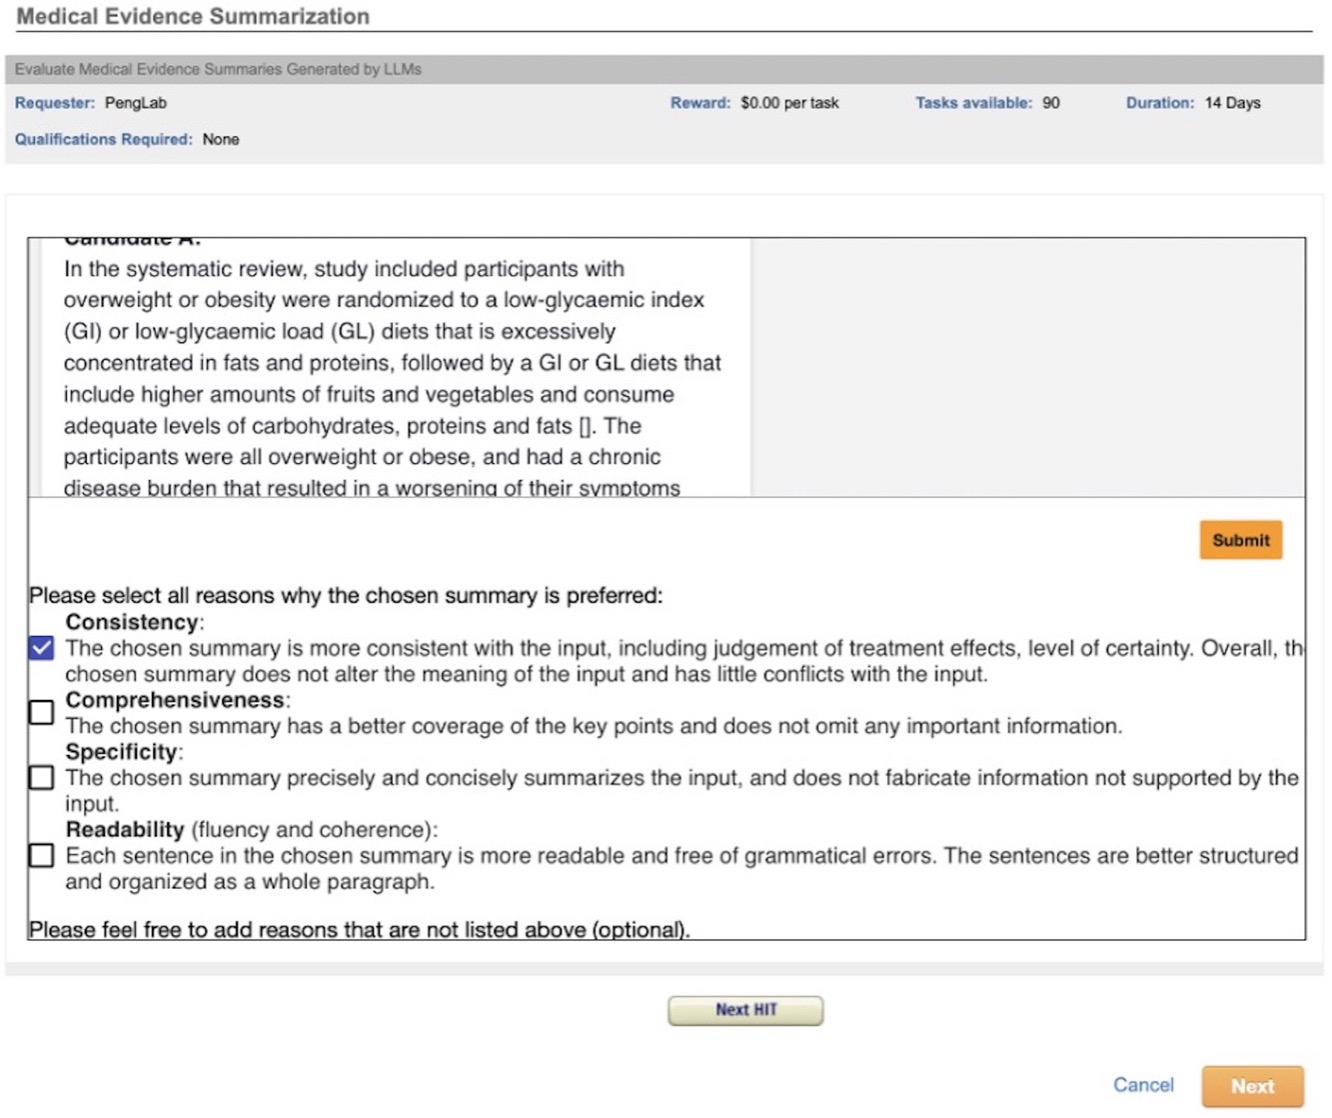 Medical Evidence Summarization
Evaluate Medical Evidence Summaries Generated by LLMs
Requester: PengLab Reward: $0.00 per task Tasks available: 90 Duration: 14 Days
Qualifications Required: None
Candidate A:
In the systematic review, study included participants with
overweight or obesity were randomized to a low-glycaemic index
(GI) or low-glycaemic load (GL) diets that is excessively
concentrated in fats and proteins, followed by a GI or GL diets that
include higher amounts of fruits and vegetables and consume
adequate levels of carbohydrates, proteins and fats []. The
participants were all overweight or obese, and had a chronic
disease burden that resulted in a worsening of their symptoms
Submit
Please select all reasons why the chosen summary is preferred:
Consistency:
The chosen summary is more consistent with the input, including judgement of treatment effects, level of certainty. Overall, th
chosen summary does not alter the meaning of the input and has little conflicts with the input.
Comprehensiveness:
The chosen summary has a better coverage of the key points and does not omit any important information.
Specificity:
The chosen summary precisely and concisely summarizes the input, and does not fabricate information not supported by the
input.
Readability (fluency and coherence):
Each sentence in the chosen summary is more readable and free of grammatical errors. The sentences are better structured
and organized as a whole paragraph.
Please feel free to add reasons that are not listed above (optional).
Next HIT
Cancel Next